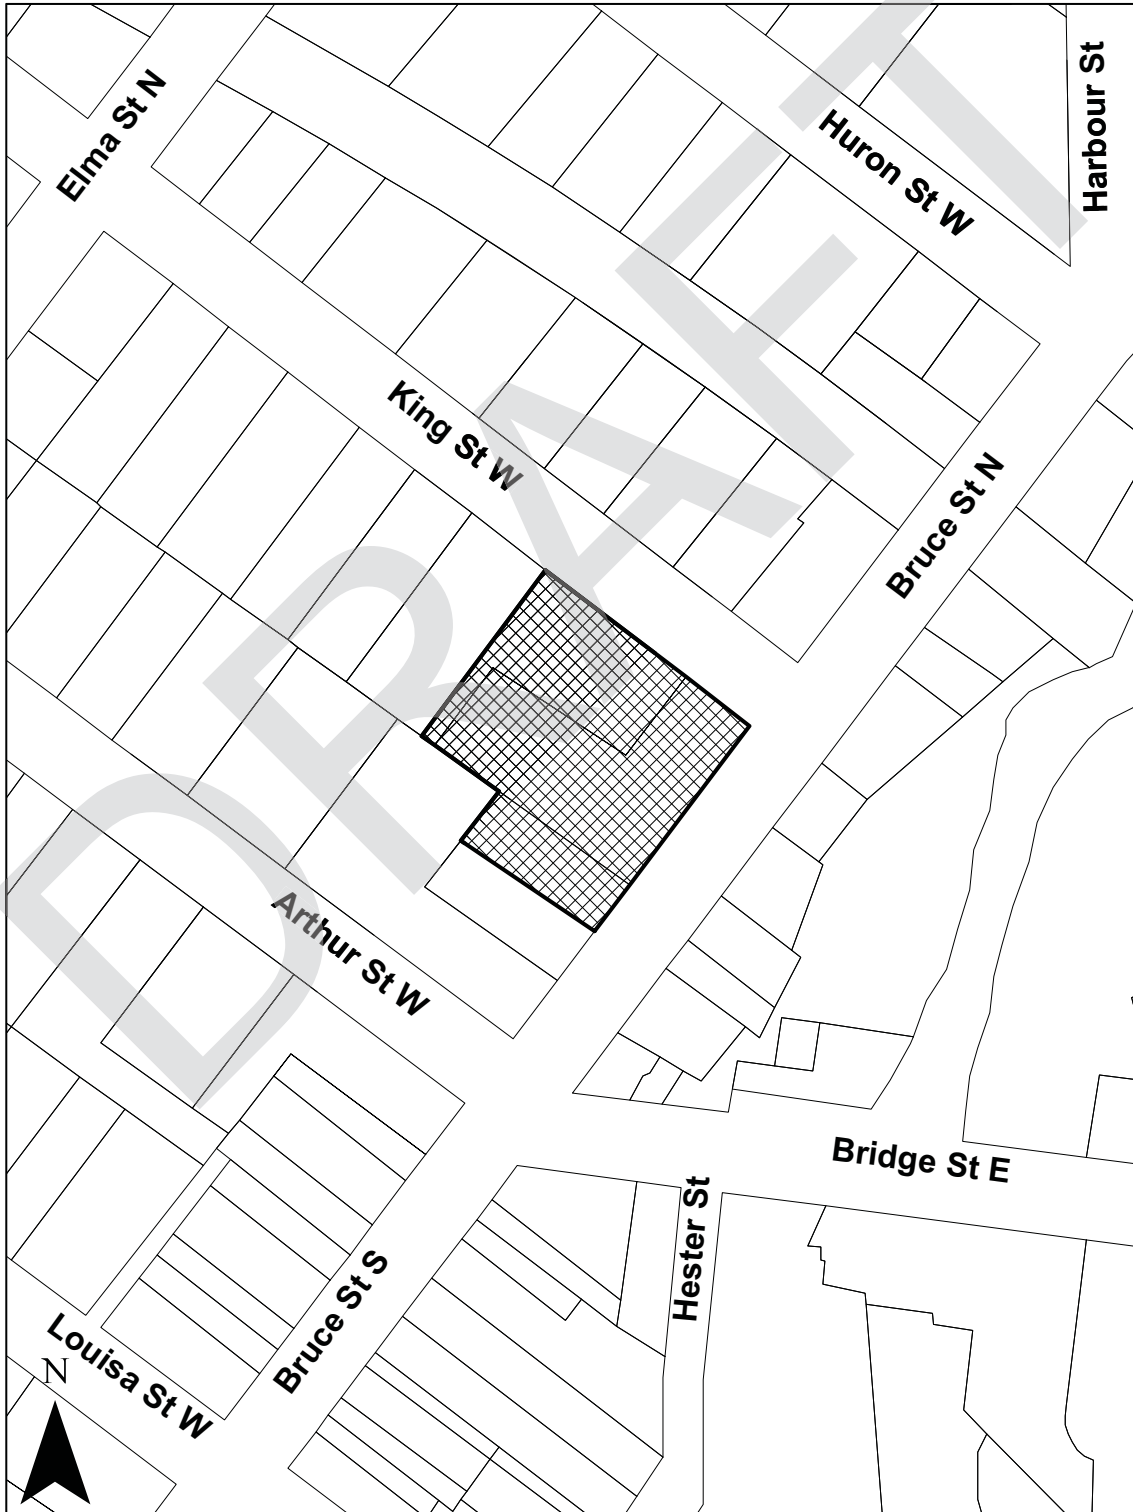 Harbour St
Elma St N
Huron St W
King St W
Bruce St N
DRAFT
Arthur St W
Bridge St E
Hester St
Bruce St S
Louisa St W
N